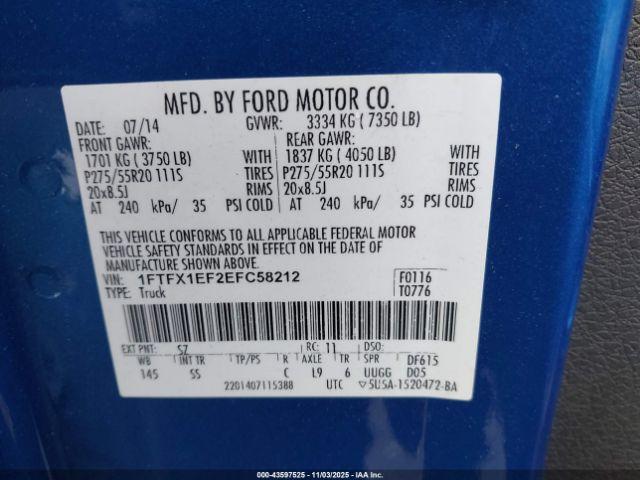 MFD. BY FORD MOTOR CO.
DATE: 07/14 GVWR: 3334 KG ( 7350 LB)
FRONT GAWR: REAR GAWR:
1701 KG ( 3750 LB) WITH 1837 KG ( 4050 LB) WITH
P275/55R20 111S TIRES P275/55R20 111S TIRES
20x8.5J RIMS 20x8.5J RIMS
AT 240 kPa/ 35 PSI COLD AT 240 kPa/ 35 PSI COLD
THIS VEHICLE CONFORMS TO ALL APPLICABLE FEDERAL MOTOR
VEHICLE SAFETY STANDARDS IN EFFECT ON THE DATE OF
MANUFACTURE SHOWN ABOVE.
VIN: 1FTFX1EF2EFC58212 F0116
TYPE: Truck T0776
EXT PNT: SZ RC: 11 DSO:
WB INT TR TP/PS R AXLE TR SPR DF615
145 SS C L9 6 UUGG D05
2201407115388 UTC 5U5A-1520472-BA
000-43597525 - 11/03/2025 - IAA Inc. (C)